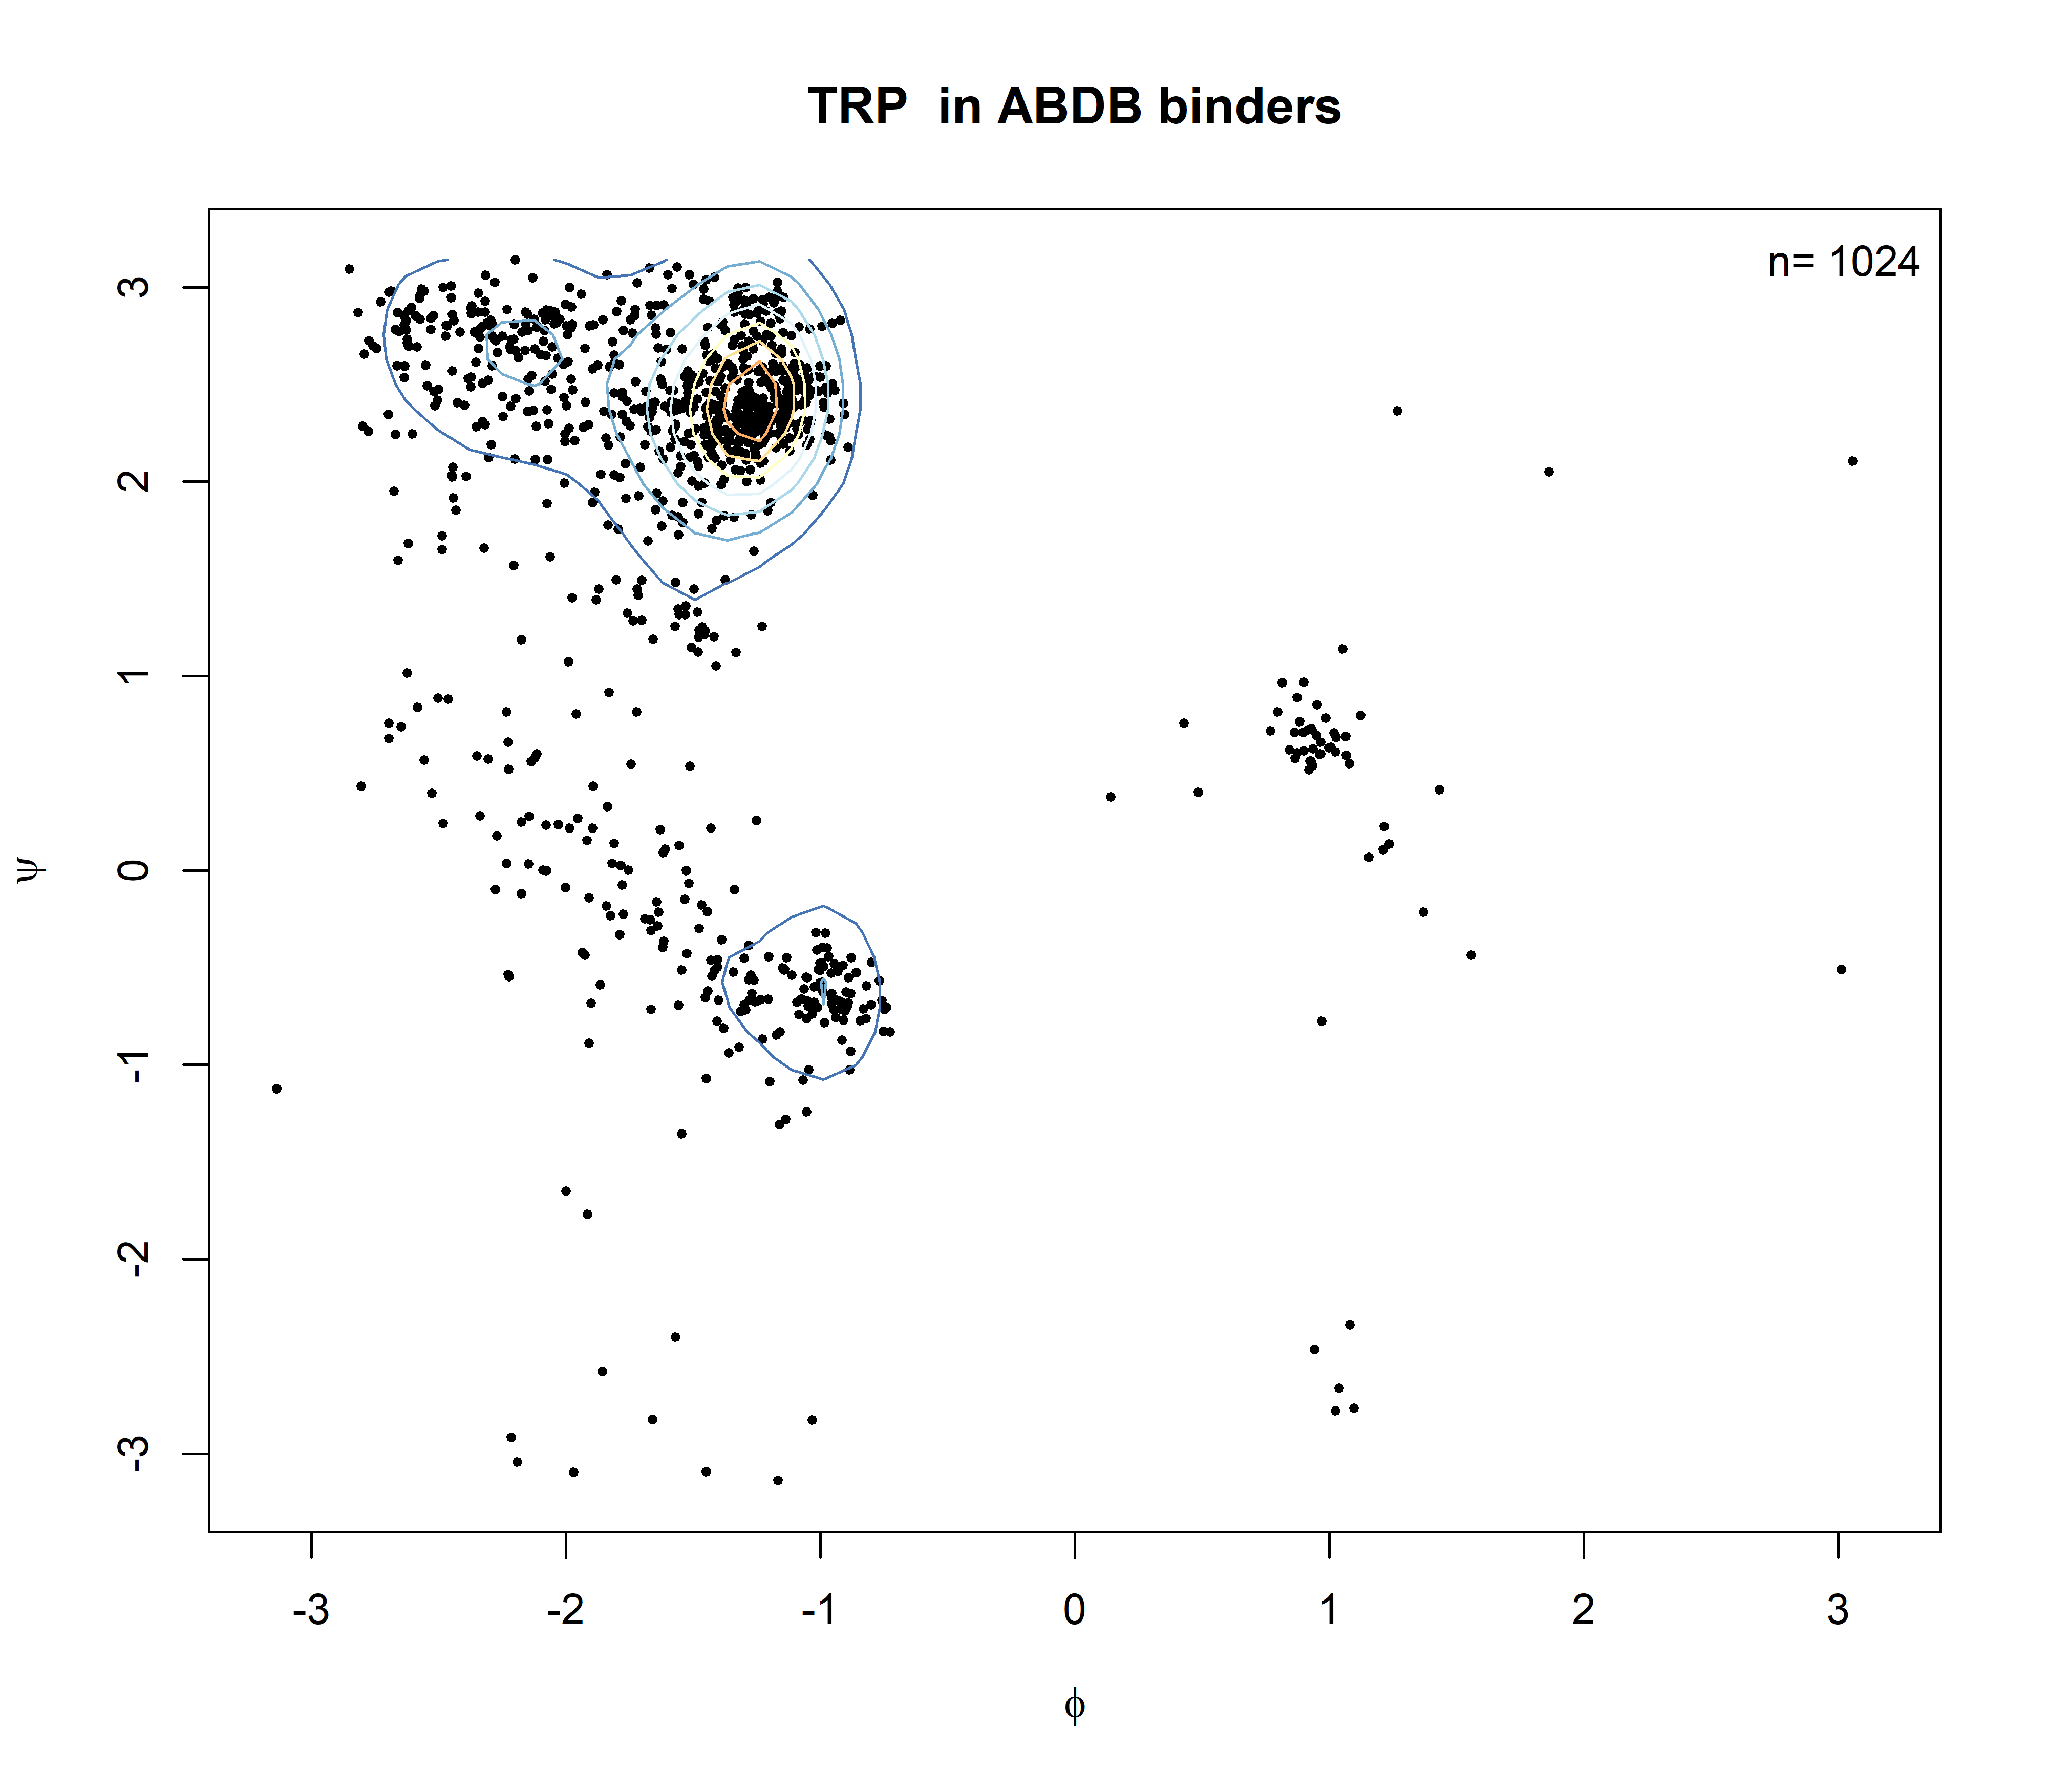 TRP  in ABDB binders
n= 1024
3
2
1
0
-1
-2
-3
ψ
-3 -2 -1 0 1 2 3
ϕ